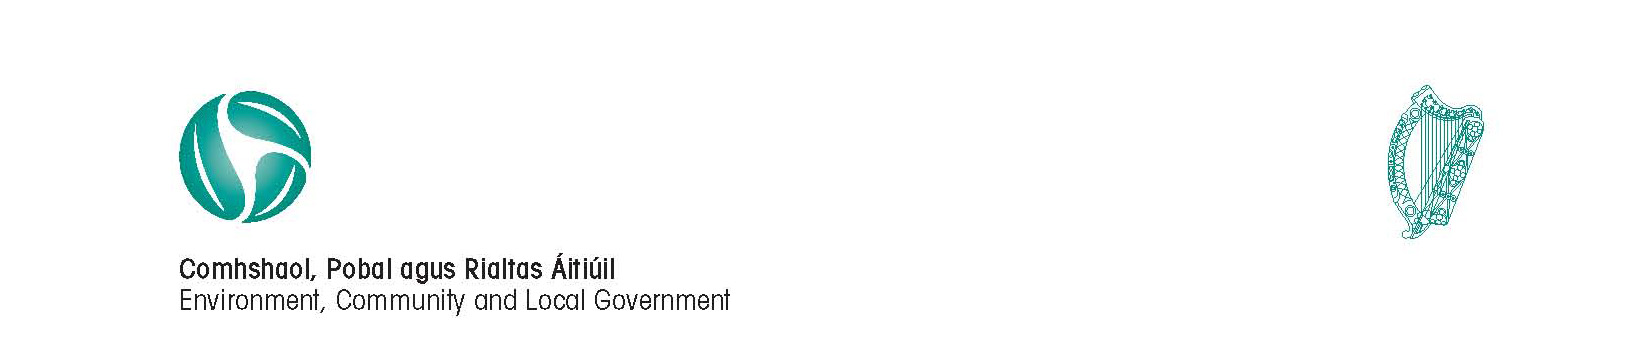 Comhshaol, Pobal agus Rialtas Áitiúil
Environment, Community and Local Government